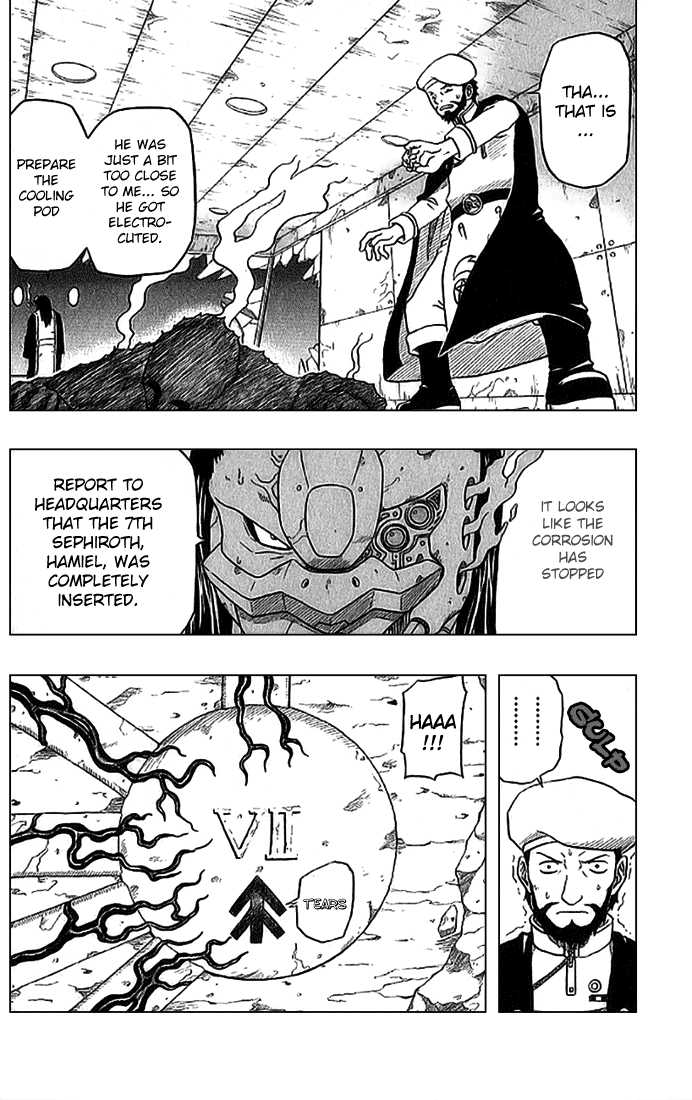 THA...
THAT IS
...
HE WAS
JUST A BIT
TOO CLOSE
TO ME... SO
HE GOT
ELECTRO-
CUTED.
PREPARE
THE
COOLING
POD
IT LOOKS
LIKE THE
CORROSION
HAS
STOPPED
REPORT TO
HEADQUARTERS
THAT THE 7TH
SEPHIROTH,
HAMIEL, WAS
COMPLETELY
INSERTED.
.........
GULP
HAAA
!!!
VII
TEARS